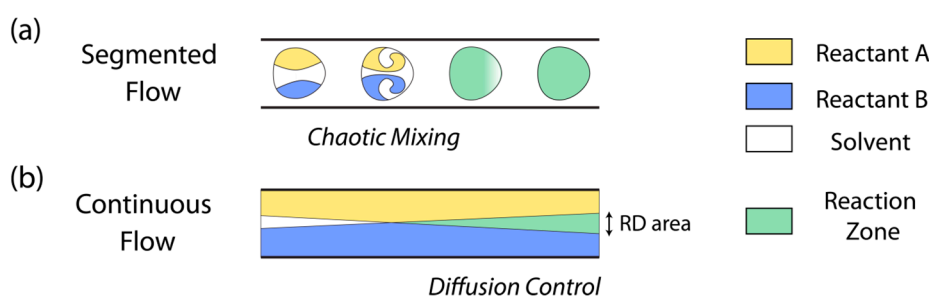 (a)
Segmented
Flow
Chaotic Mixing
(b)
Continuous
Flow
RD area
Diffusion Control
Reactant A
Reactant B
Solvent
Reaction
Zone